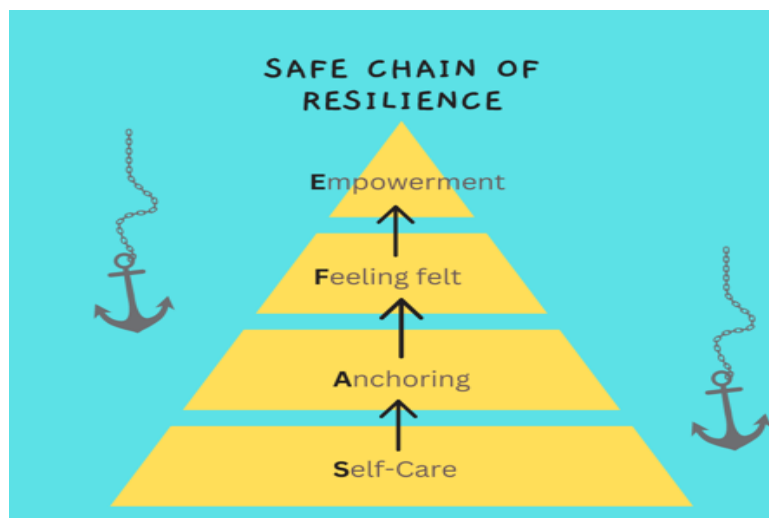 SAFE CHAIN OF
RESILIENCE
Empowerment
Feeling felt
Anchoring
Self-Care